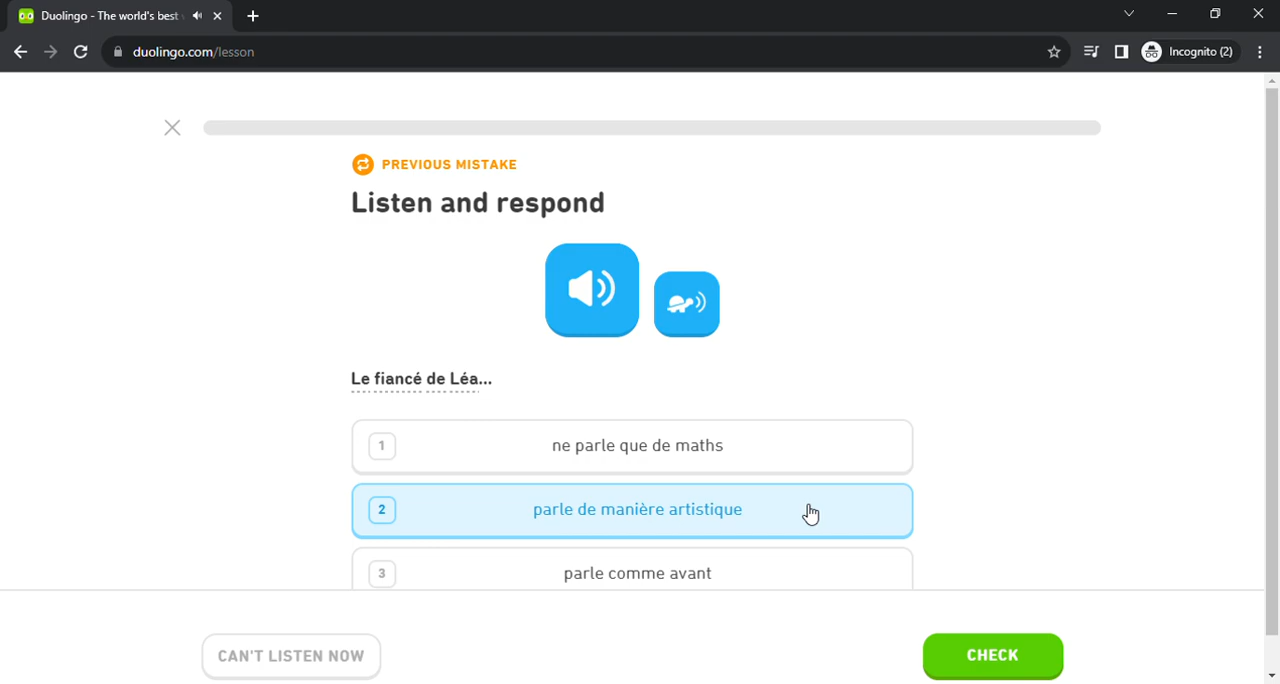 Duolingo - The world's best
duolingo.com/lesson
Incognito (2)
PREVIOUS MISTAKE
Listen and respond
Le fiancé de Léa...
1 ne parle que de maths
2 parle de manière artistique
3 parle comme avant
CAN'T LISTEN NOW
CHECK